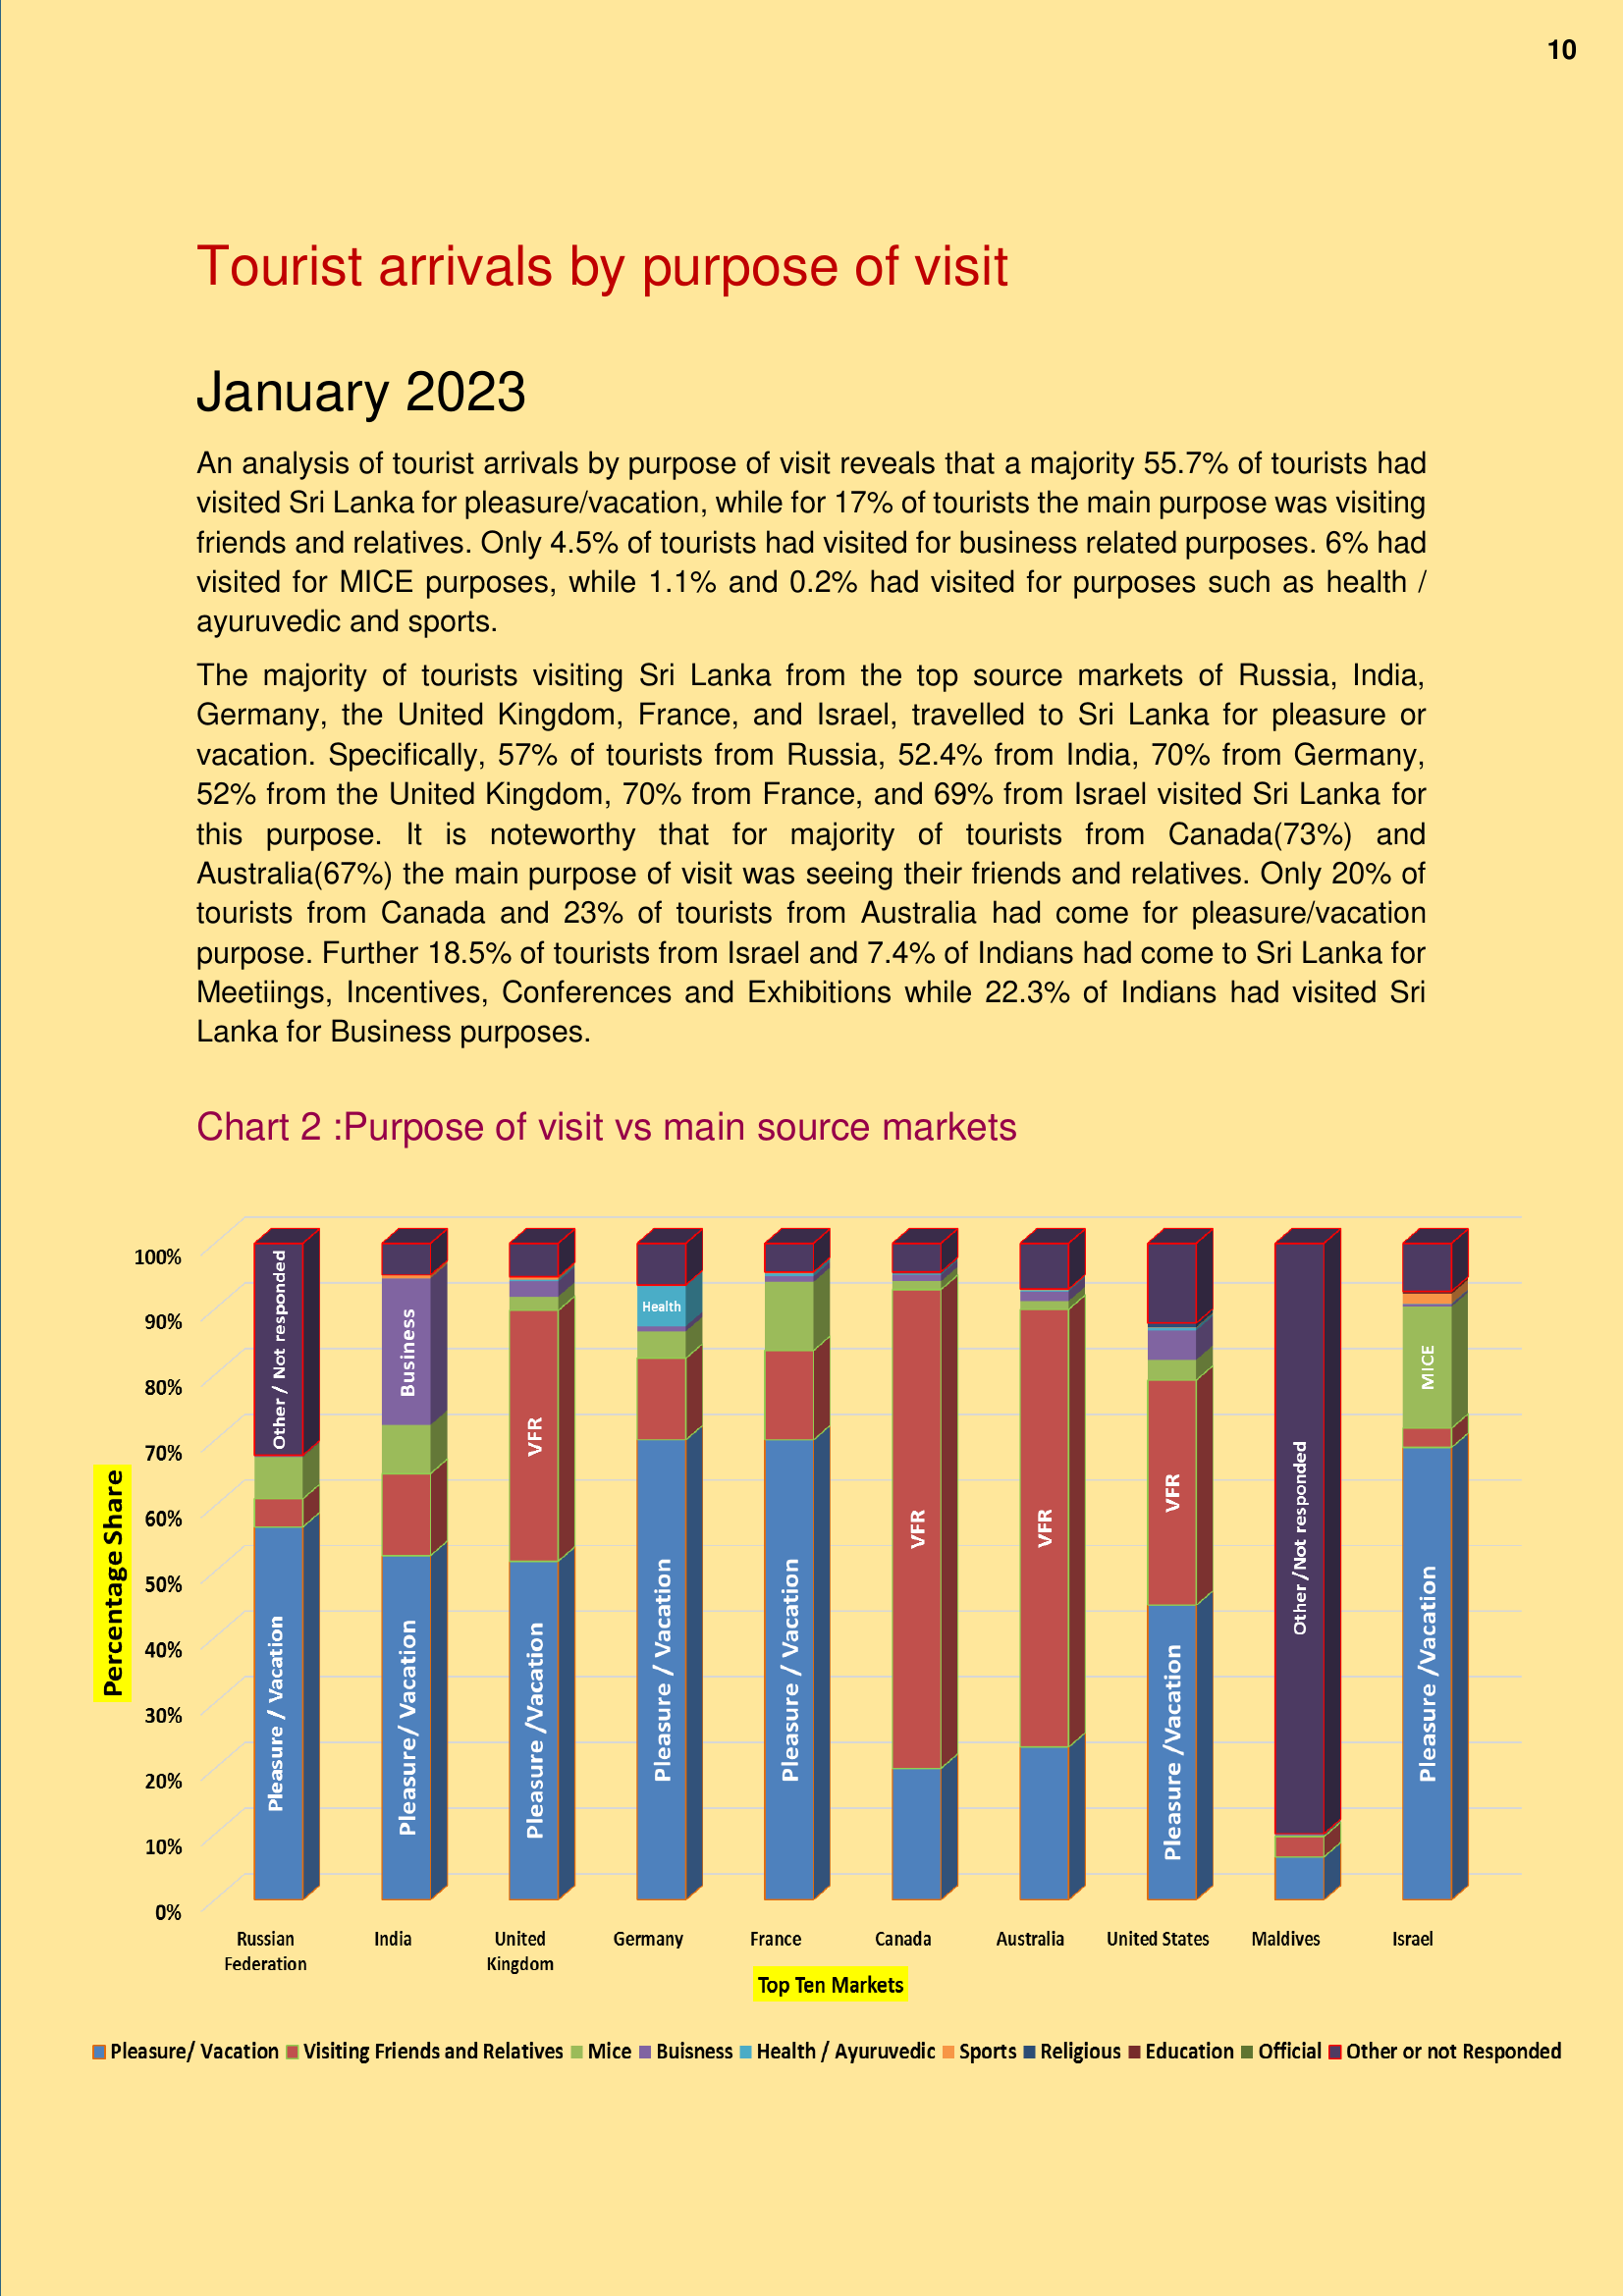 10
Tourist arrivals by purpose of visit
January 2023
An analysis of tourist arrivals by purpose of visit reveals that a majority 55.7% of tourists had
visited Sri Lanka for pleasure/vacation, while for 17% of tourists the main purpose was visiting
friends and relatives. Only 4.5% of tourists had visited for business related purposes. 6% had
visited for MICE purposes, while 1.1% and 0.2% had visited for purposes such as health /
ayuruvedic and sports.
The majority of tourists visiting Sri Lanka from the top source markets of Russia, India,
Germany, the United Kingdom, France, and Israel, travelled to Sri Lanka for pleasure or
vacation. Specifically, 57% of tourists from Russia, 52.4% from India, 70% from Germany,
52% from the United Kingdom, 70% from France, and 69% from Israel visited Sri Lanka for
this purpose. It is noteworthy that for majority of tourists from Canada(73%) and
Australia(67%) the main purpose of visit was seeing their friends and relatives. Only 20% of
tourists from Canada and 23% of tourists from Australia had come for pleasure/vacation
purpose. Further 18.5% of tourists from Israel and 7.4% of Indians had come to Sri Lanka for
Meetiings, Incentives, Conferences and Exhibitions while 22.3% of Indians had visited Sri
Lanka for Business purposes.
Chart 2 :Purpose of visit vs main source markets
Percentage Share
100%
90%
80%
70%
60%
50%
40%
30%
20%
10%
0%
Other / Not responded
Pleasure / Vacation
Business
Pleasure/ Vacation
VFR
Pleasure /Vacation
Health
Pleasure / Vacation
Pleasure / Vacation
VFR
VFR
VFR
Pleasure /Vacation
Other /Not responded
MICE
Pleasure /Vacation
Russian
Federation
India
United
Kingdom
Germany
France
Canada
Australia
United States
Maldives
Israel
Top Ten Markets
Pleasure/ Vacation Visiting Friends and Relatives Mice Buisness Health / Ayuruvedic Sports Religious Education Official Other or not Responded